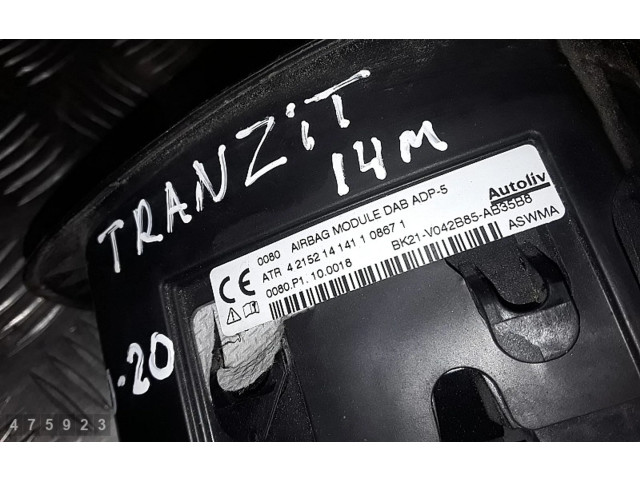 TRANZiT
14M
-20
Autoliv
0080 AIRBAG MODULE DAB ADP-5
ATR 4 2152 14 141 1 0867 1
BK21-V042B85-AB35B8
0080.P1. 10.0018
ASWMA
CE
475923